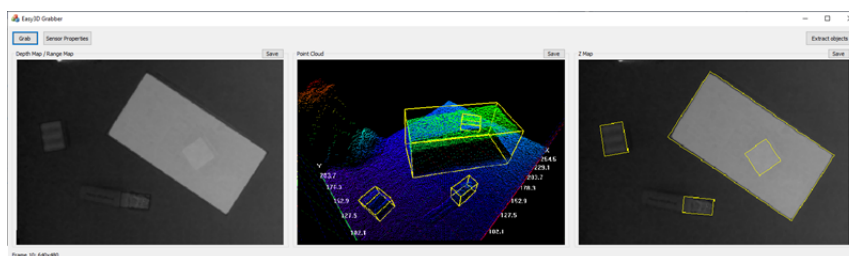 Easy3D Grabber
Grab
Sensor Properties
Extract objects
Depth Map / Range Map
Save
Point Cloud
Save
Z Map
Save
Y
X
203.7
178.3
152.9
127.5
102.1
254.5
229.1
203.7
178.3
152.9
127.5
102.1